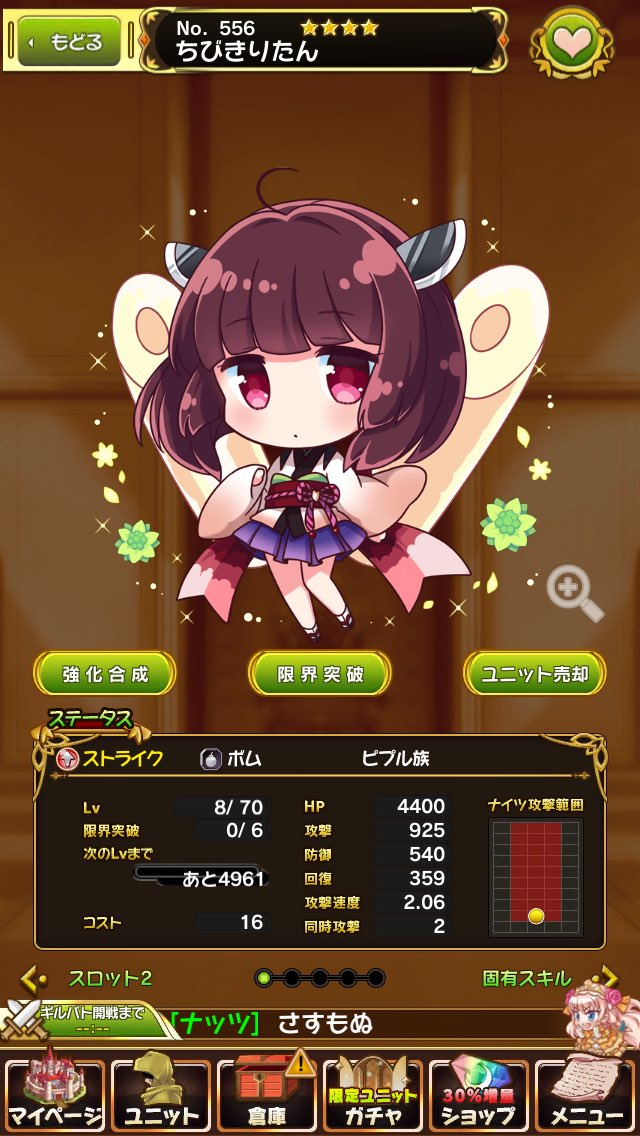 もどる
No. 556 ★★★★
ちびきりたん
強化合成
限界突破
ユニット売却
ステータス
ストライク ボム ピプル族
Lv 8/ 70
限界突破 0/ 6
次のLvまで
あと4961
コスト 16
HP 4400
攻撃 925
防御 540
回復 359
攻撃速度 2.06
同時攻撃 2
ナイツ攻撃範囲
スロット2
固有スキル
ギルバト開戦まで
--:--
[ナッツ] さすもぬ
マイページ
ユニット
倉庫
限定ユニット
ガチャ
30%増量
ショップ
メニュー